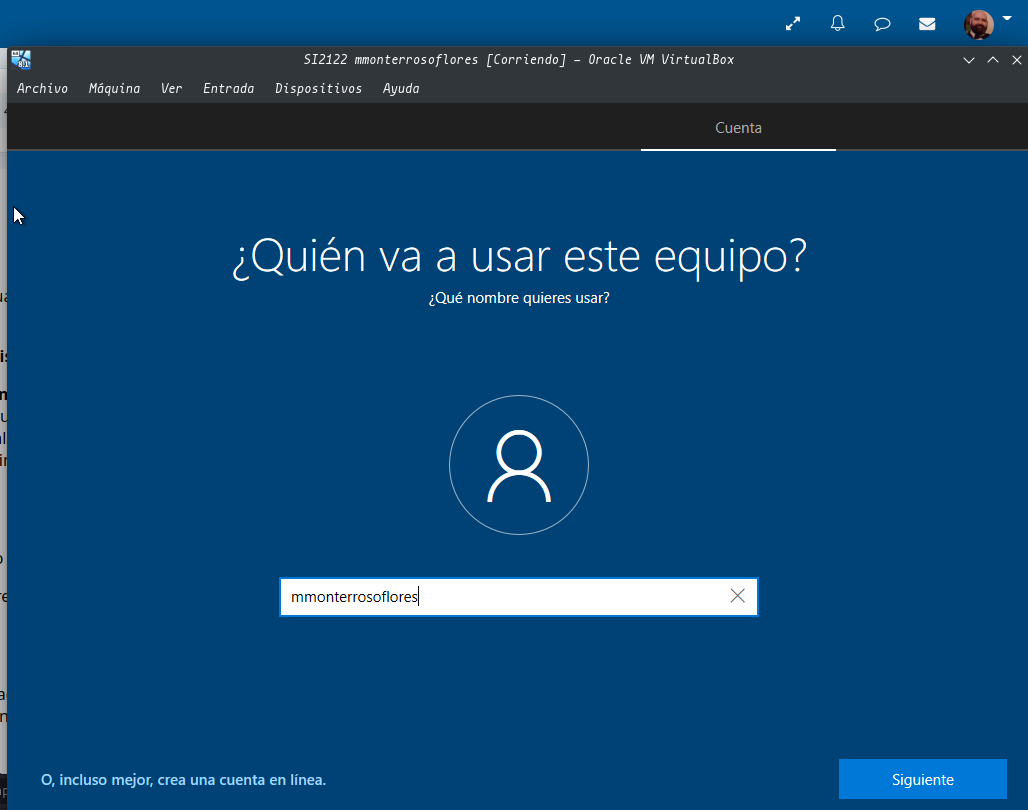 SI2122 mmonterrosoflores [Corriendo] – Oracle VM VirtualBox
Archivo Máquina Ver Entrada Dispositivos Ayuda
Cuenta
¿Quién va a usar este equipo?
¿Qué nombre quieres usar?
mmonterrosoflores
O, incluso mejor, crea una cuenta en línea.
Siguiente